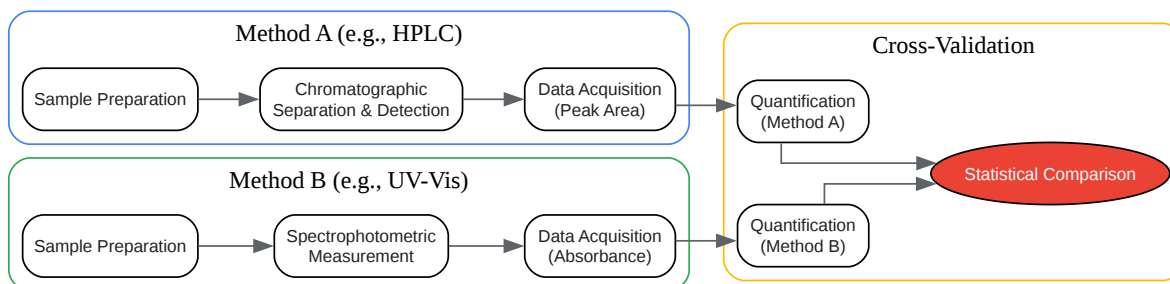 Method A (e.g., HPLC)
Sample Preparation
Chromatographic
Separation & Detection
Data Acquisition
(Peak Area)
Method B (e.g., UV-Vis)
Sample Preparation
Spectrophotometric
Measurement
Data Acquisition
(Absorbance)
Cross-Validation
Quantification
(Method A)
Quantification
(Method B)
Statistical Comparison